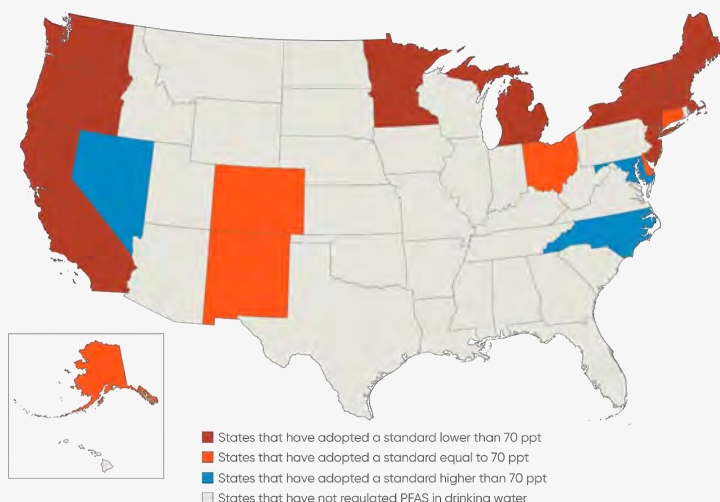 States that have adopted a standard lower than 70 ppt
States that have adopted a standard equal to 70 ppt
States that have adopted a standard higher than 70 ppt
States that have not regulated PFAS in drinking water